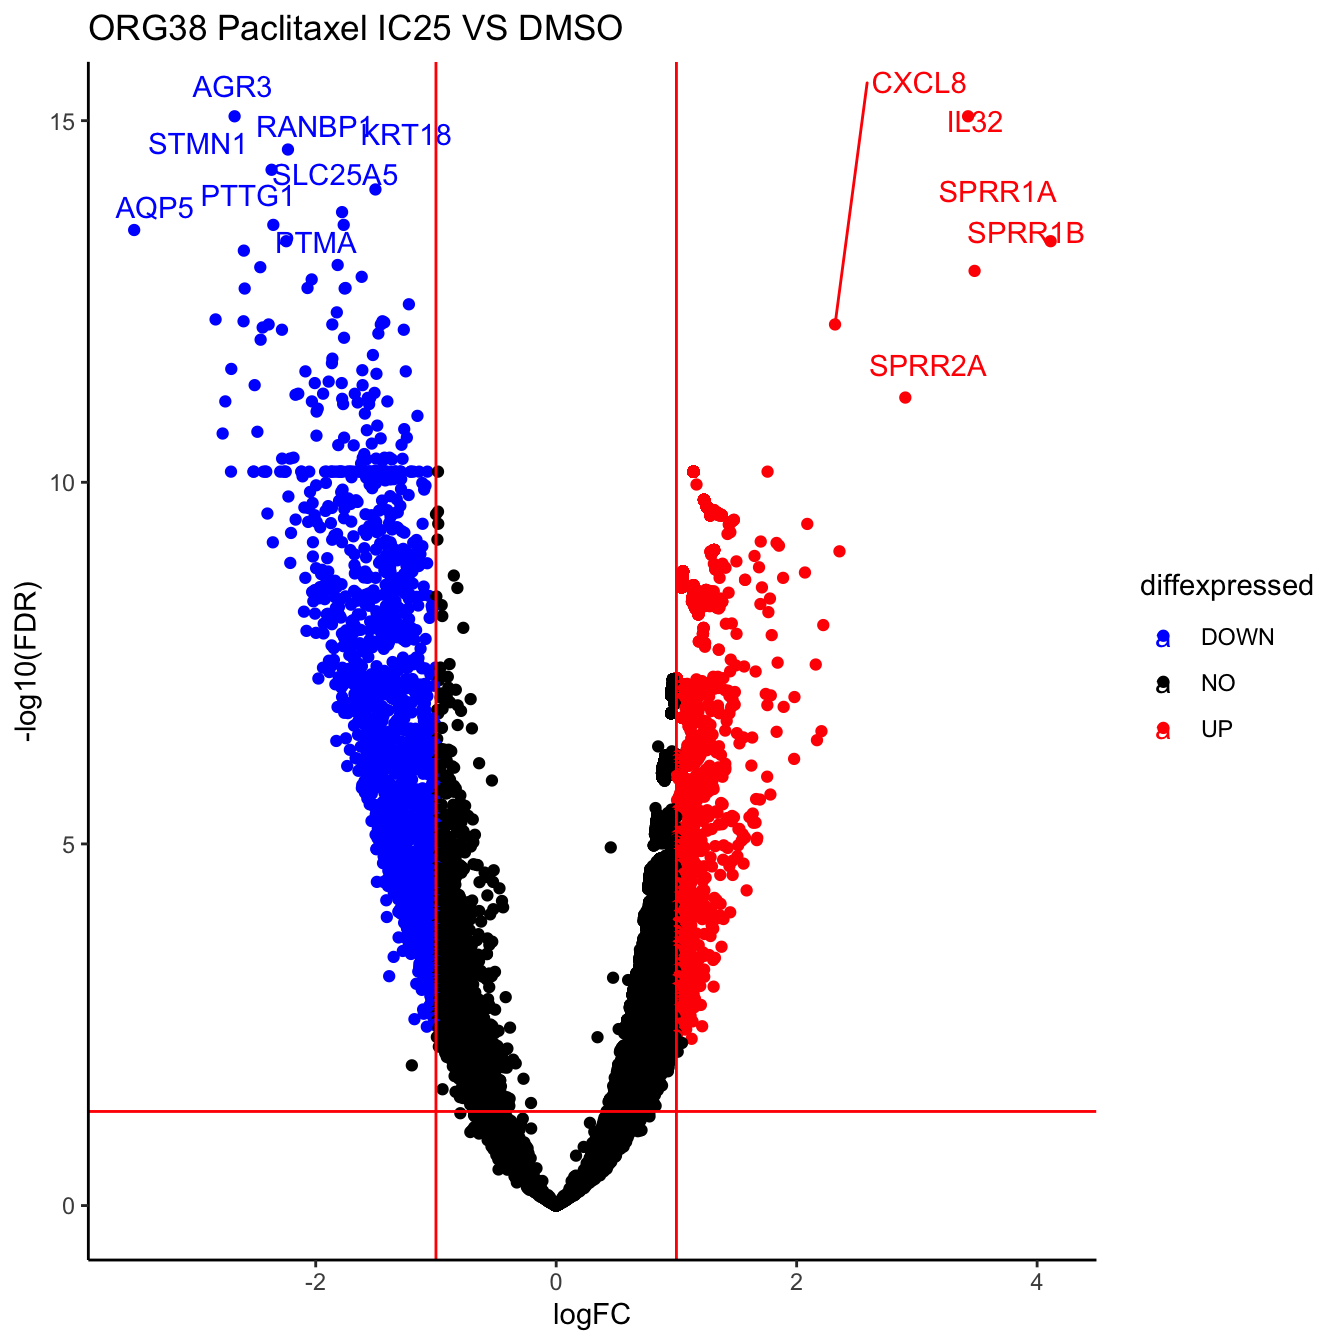 ORG38 Paclitaxel IC25 VS DMSO
AGR3
CXCL8
IL32
RANBP1
KRT18
STMN1
SLC25A5
PTTG1
AQP5
PTMA
SPRR1A
SPRR1B
SPRR2A
15
10
5
0
-log10(FDR)
-2
0
2
4
logFC
diffexpressed
a DOWN
a NO
a UP